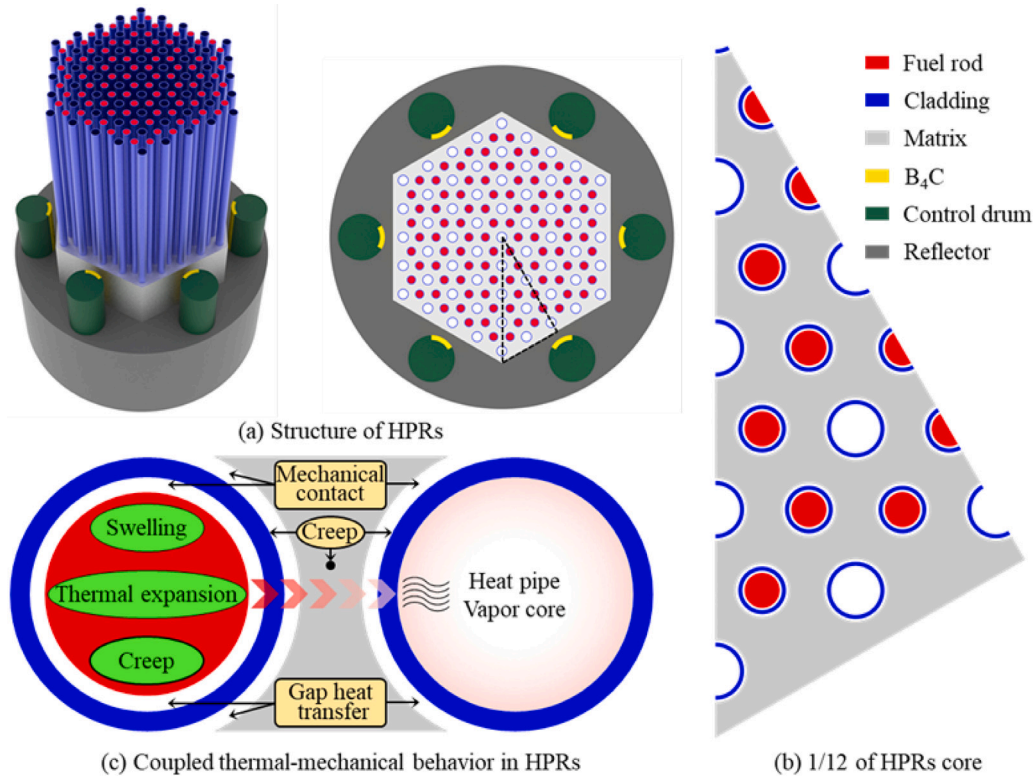 Fuel rod
Cladding
Matrix
B₄C
Control drum
Reflector
(a) Structure of HPRs
Mechanical
contact
Swelling
Creep
Thermal expansion
Heat pipe
Vapor core
Creep
Gap heat
transfer
(c) Coupled thermal-mechanical behavior in HPRs
(b) 1/12 of HPRs core